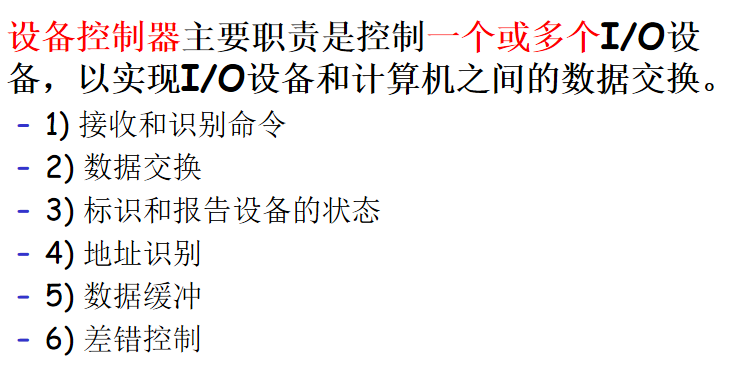 设备控制器主要职责是控制一个或多个I/O设
备，以实现I/O设备和计算机之间的数据交换。
– 1) 接收和识别命令
– 2) 数据交换
– 3) 标识和报告设备的状态
– 4) 地址识别
– 5) 数据缓冲
– 6) 差错控制